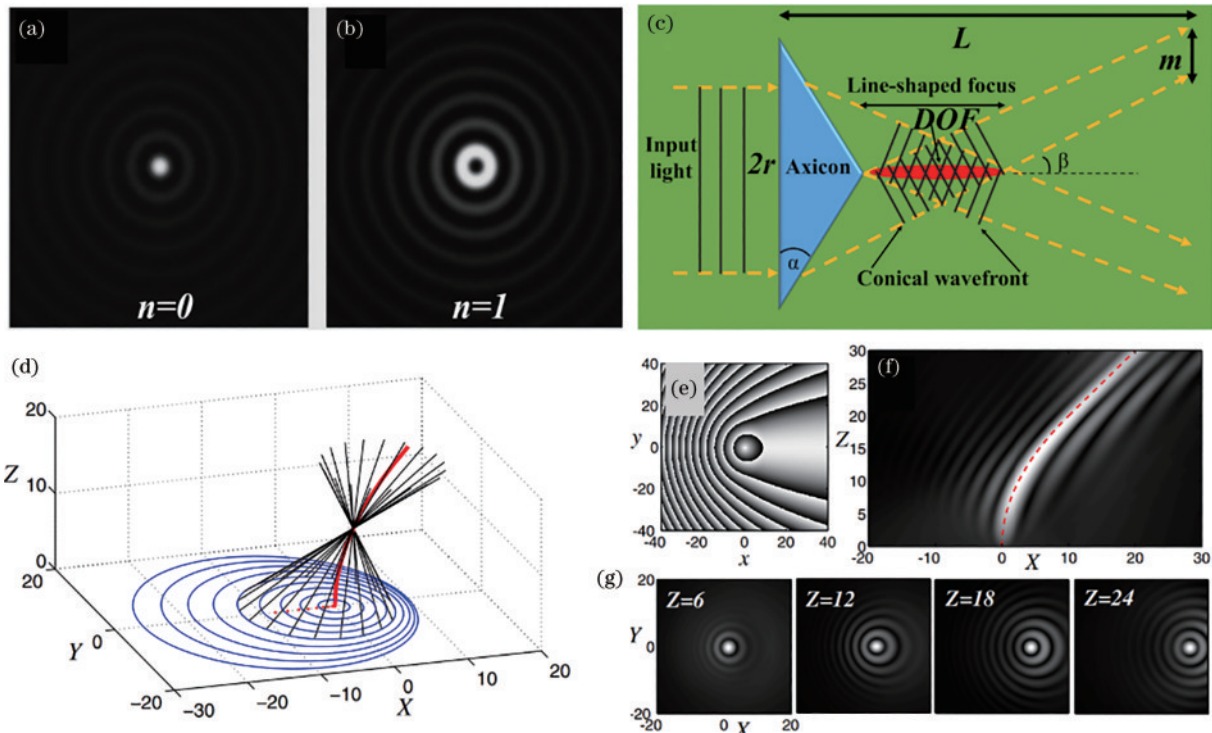 (a)
n=0
(b)
n=1
(c)
L
m
Line-shaped focus
DOF
Input
light
2r
Axicon
β
α
Conical wavefront
(d)
20
Z
10
0
20
Y
0
-20
-30
-20
-10
X
0
10
20
(e)
40
20
y
0
-20
-40
-20
0
20
40
x
(f)
30
25
20
Z
15
10
5
0
-20
-10
0
X
10
20
30
(g)
20
Y
0
-20
Z=6
Z=12
Z=18
Z=24
-20
0
X
20